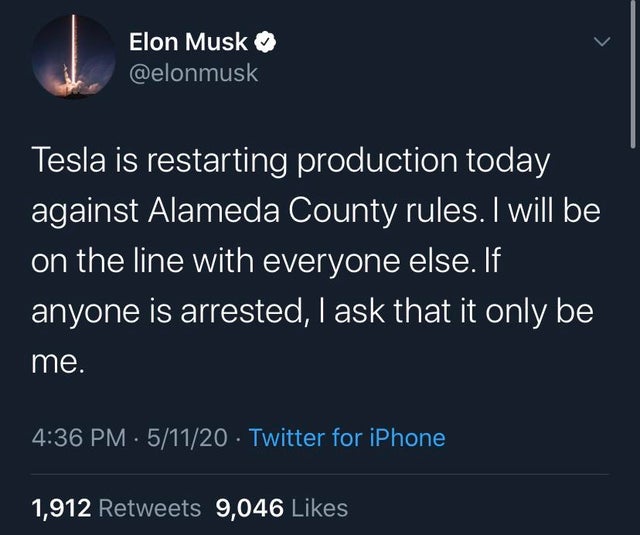 Elon Musk
@elonmusk
Tesla is restarting production today
against Alameda County rules. I will be
on the line with everyone else. If
anyone is arrested, I ask that it only be
me.
4:36 PM · 5/11/20 · Twitter for iPhone
1,912 Retweets 9,046 Likes